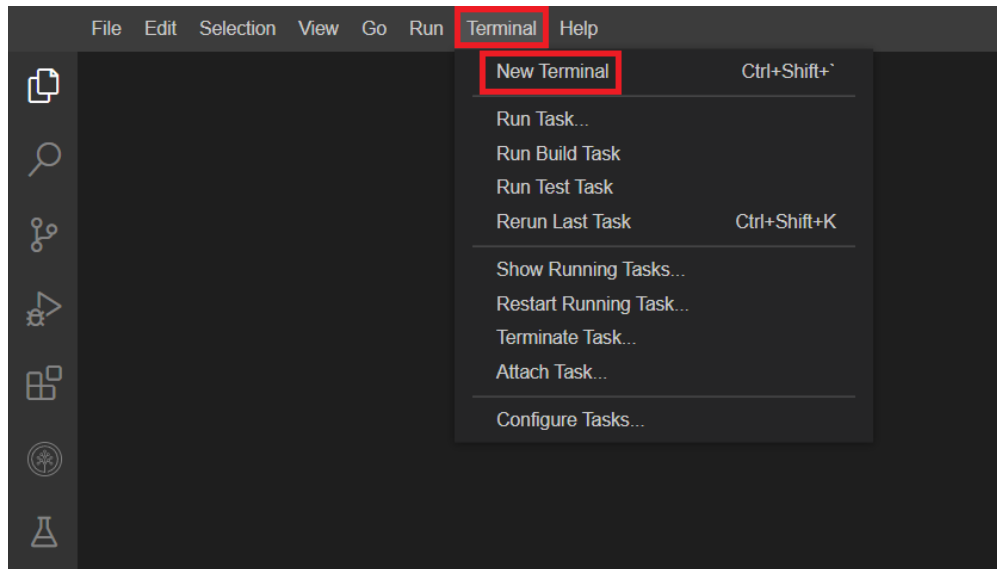 File Edit Selection View Go Run Terminal Help
New Terminal Ctrl+Shift+`
Run Task...
Run Build Task
Run Test Task
Rerun Last Task Ctrl+Shift+K
Show Running Tasks...
Restart Running Task...
Terminate Task...
Attach Task...
Configure Tasks...